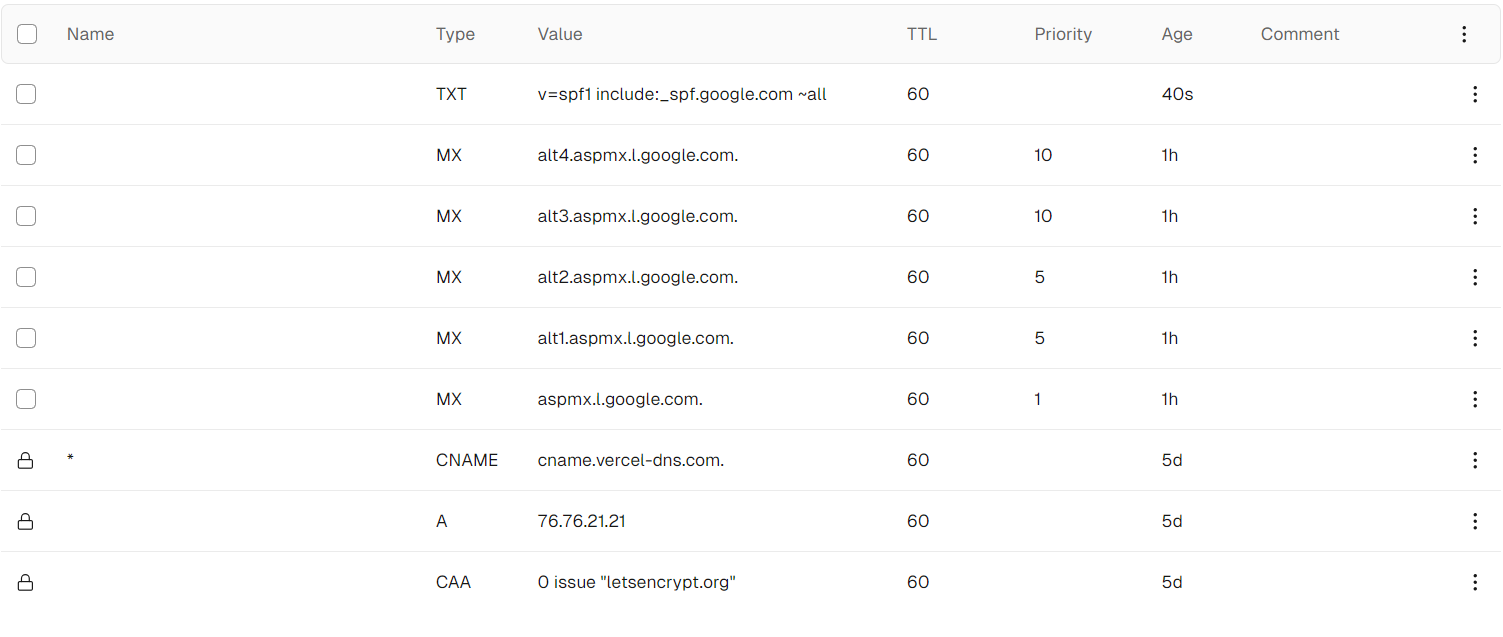 Name Type Value TTL Priority Age Comment
TXT v=spf1 include:_spf.google.com ~all 60 40s
MX alt4.aspmx.l.google.com. 60 10 1h
MX alt3.aspmx.l.google.com. 60 10 1h
MX alt2.aspmx.l.google.com. 60 5 1h
MX alt1.aspmx.l.google.com. 60 5 1h
MX aspmx.l.google.com. 60 1 1h
* CNAME cname.vercel-dns.com. 60 5d
A 76.76.21.21 60 5d
CAA 0 issue "letsencrypt.org" 60 5d